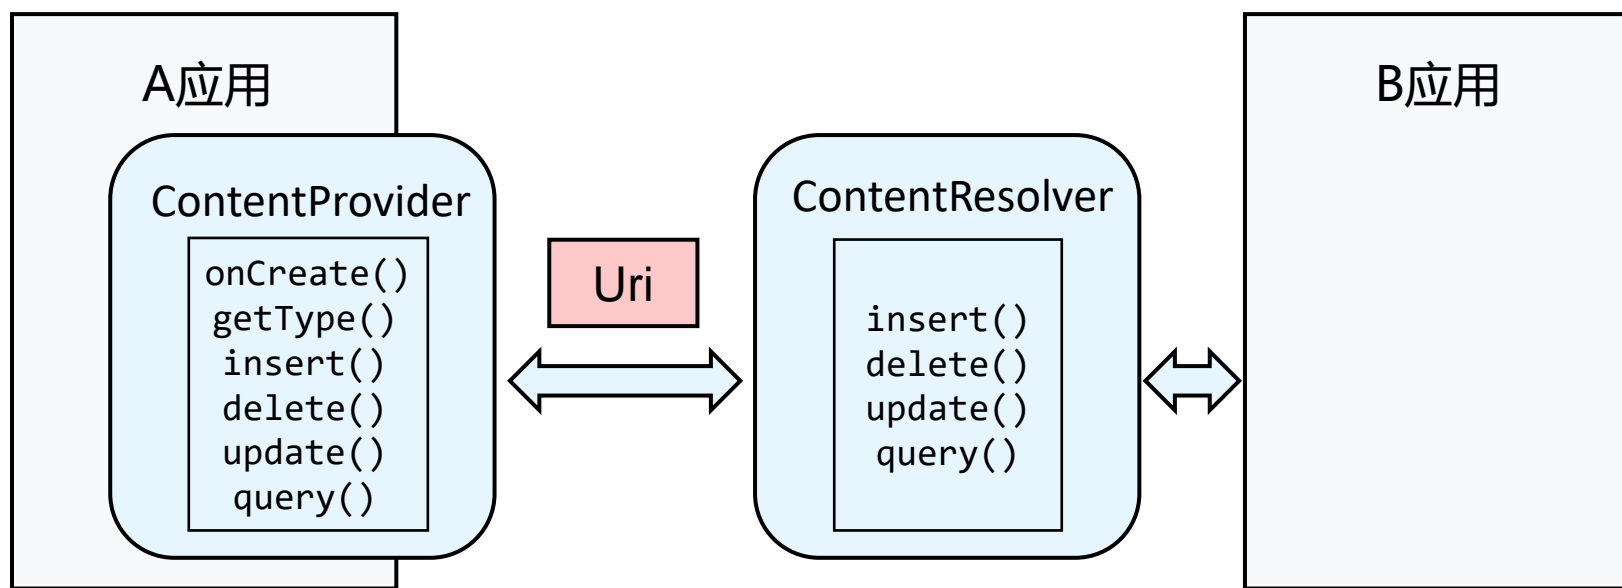 A应用
ContentProvider
onCreate()
getType()
insert()
delete()
update()
query()
Uri
ContentResolver
insert()
delete()
update()
query()
B应用